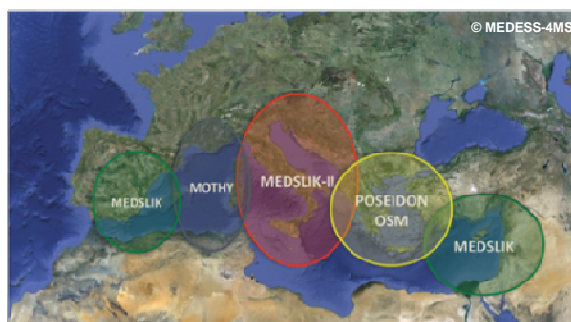 © MEDESS-4MS
MEDSLIK
MOTHY
MEDSLIK-II
POSEIDON
OSM
MEDSLIK